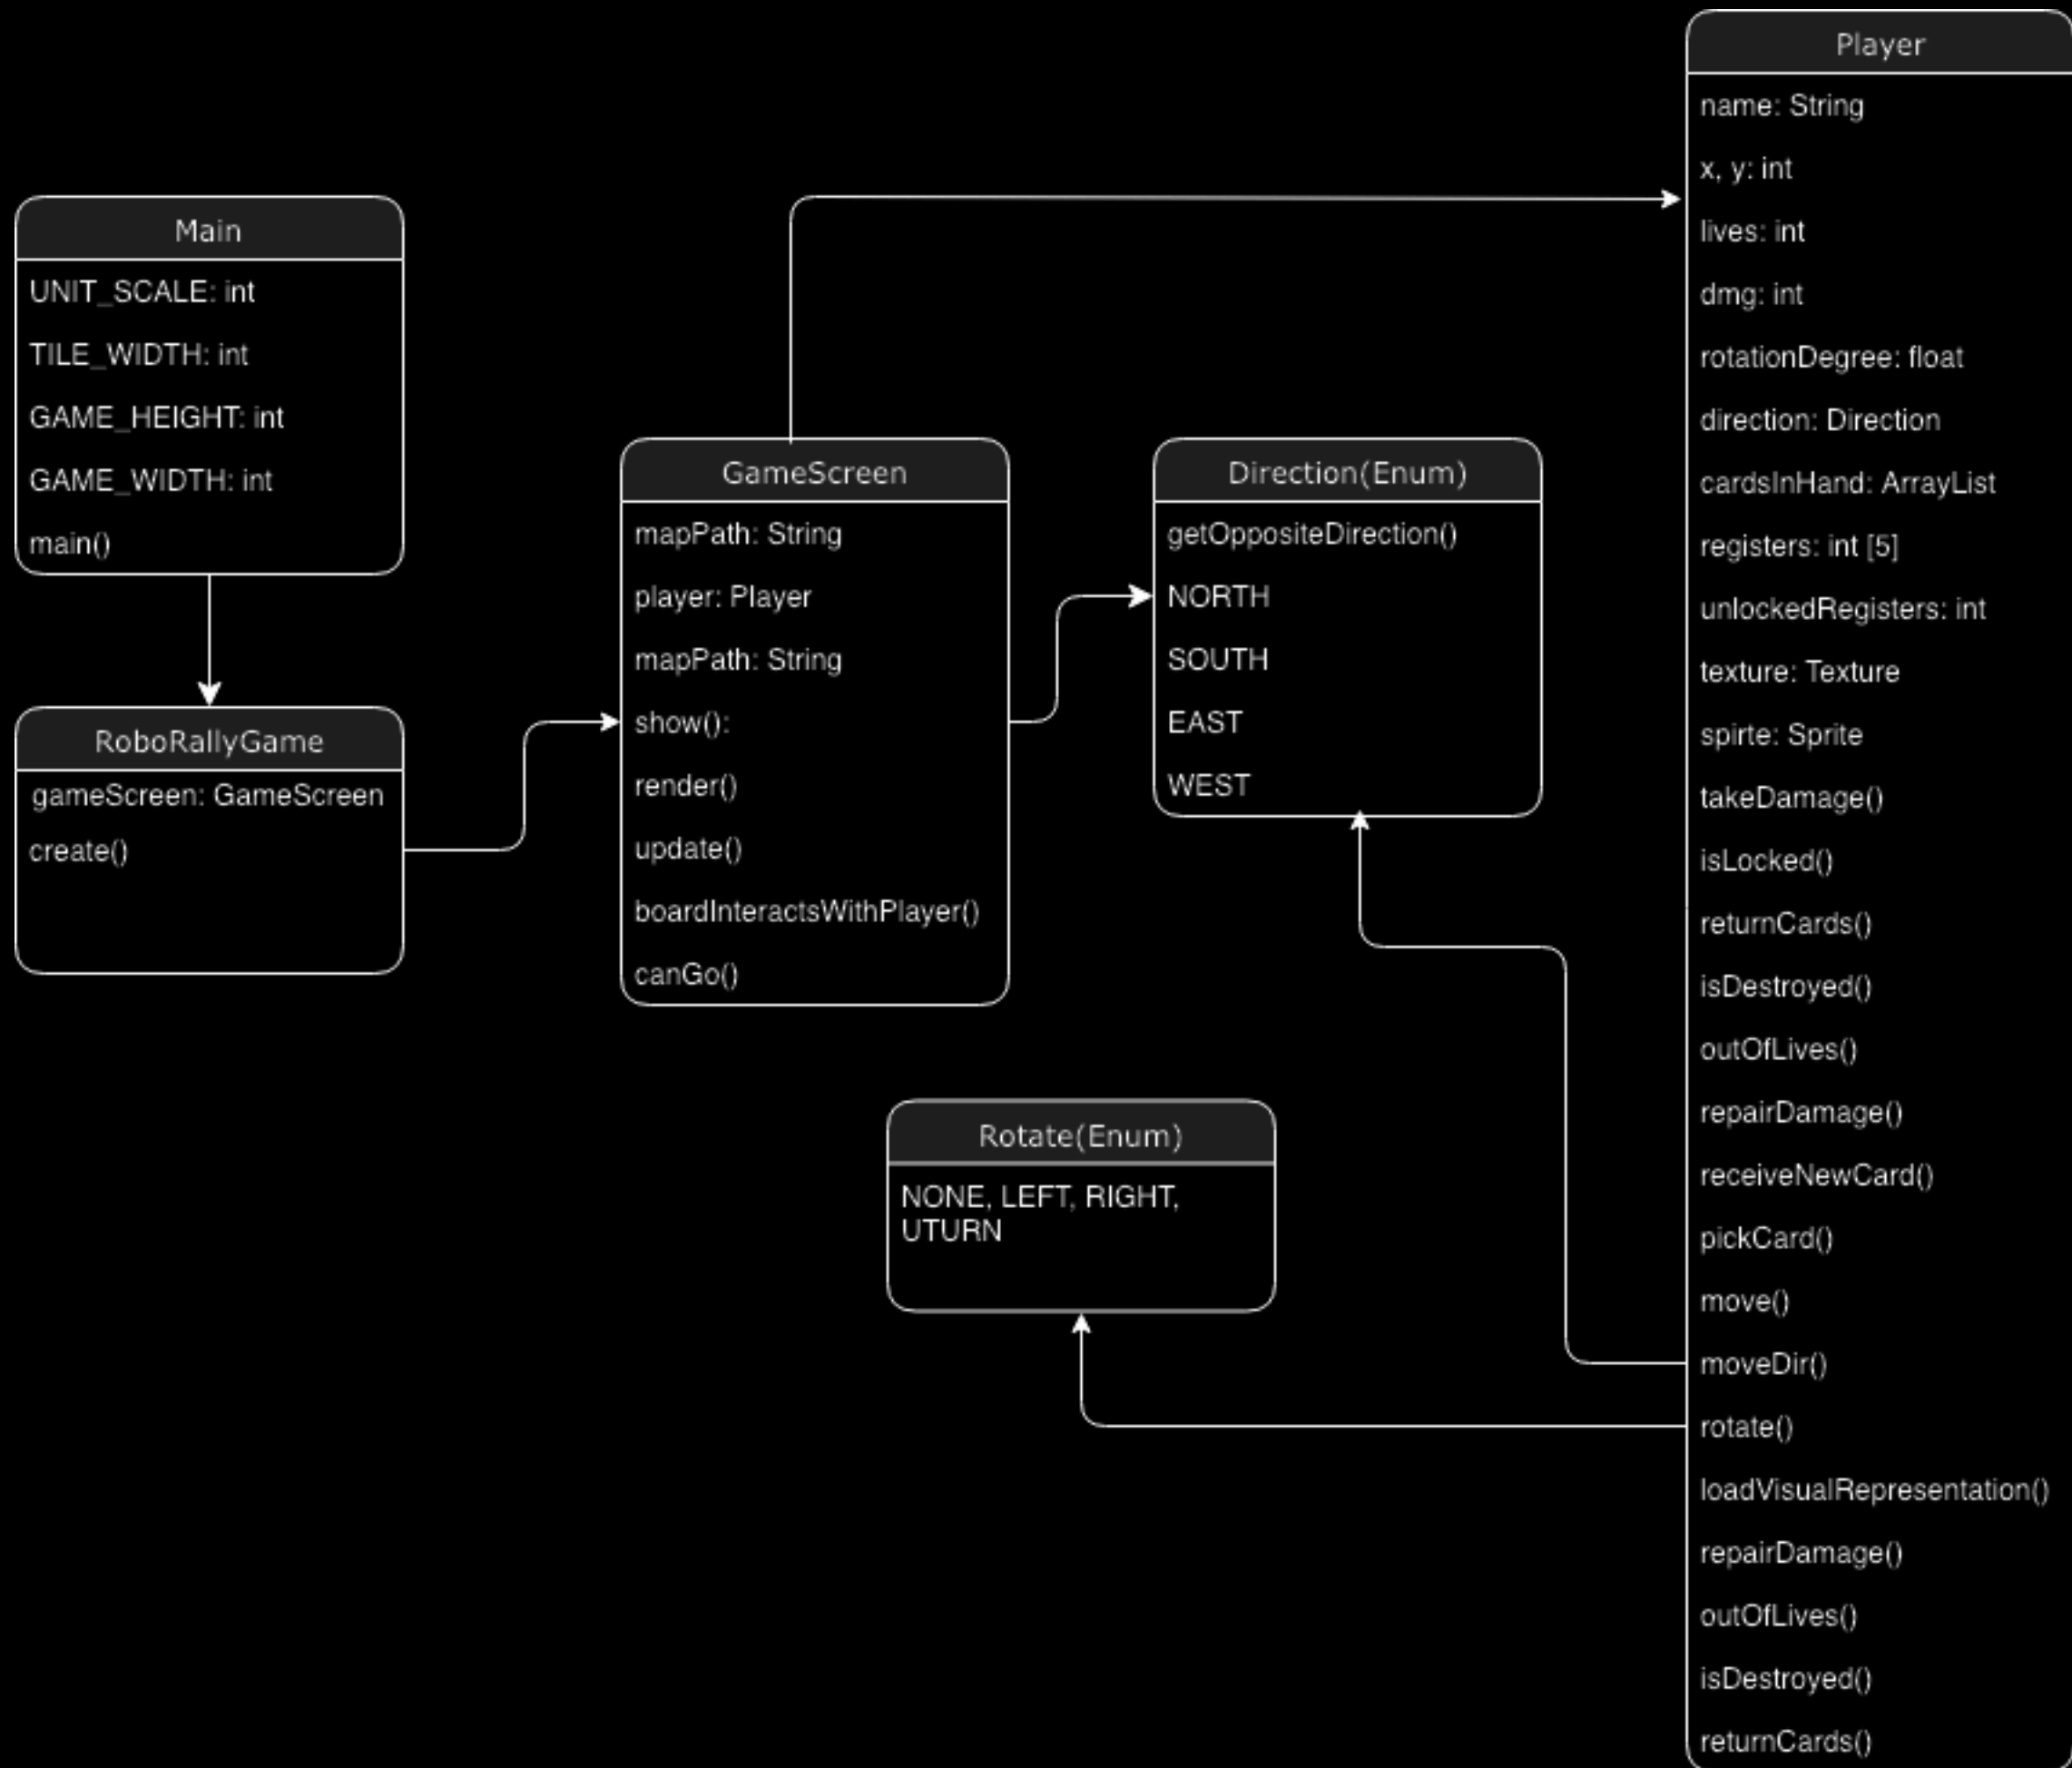 Main
UNIT_SCALE: int
TILE_WIDTH: int
GAME_HEIGHT: int
GAME_WIDTH: int
main()
RoboRallyGame
gameScreen: GameScreen
create()
GameScreen
mapPath: String
player: Player
mapPath: String
show():
render()
update()
boardInteractsWithPlayer()
canGo()
Direction(Enum)
getOppositeDirection()
NORTH
SOUTH
EAST
WEST
Rotate(Enum)
NONE, LEFT, RIGHT,
UTURN
Player
name: String
x, y: int
lives: int
dmg: int
rotationDegree: float
direction: Direction
cardsInHand: ArrayList
registers: int [5]
unlockedRegisters: int
texture: Texture
spirte: Sprite
takeDamage()
isLocked()
returnCards()
isDestroyed()
outOfLives()
repairDamage()
receiveNewCard()
pickCard()
move()
moveDir()
rotate()
loadVisualRepresentation()
repairDamage()
outOfLives()
isDestroyed()
returnCards()